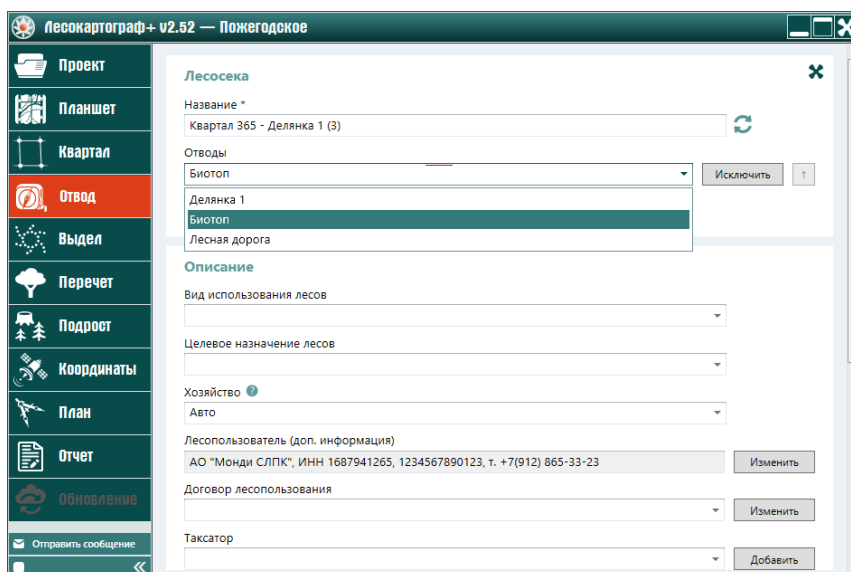 Лесокартограф+ v2.52 — Пожегодское
Проект
Планшет
Квартал
Отвод
Выдел
Перечет
Подрост
Координаты
План
Отчет
Обновление
Отправить сообщение
Лесосека
Название *
Квартал 365 - Делянка 1 (3)
Отводы
Биотоп
Исключить
↑
Делянка 1
Биотоп
Лесная дорога
Описание
Вид использования лесов
Целевое назначение лесов
Хозяйство ?
Авто
Лесопользователь (доп. информация)
АО "Монди СЛПК", ИНН 1687941265, 1234567890123, т. +7(912) 865-33-23
Изменить
Договор лесопользования
Изменить
Таксатор
Добавить